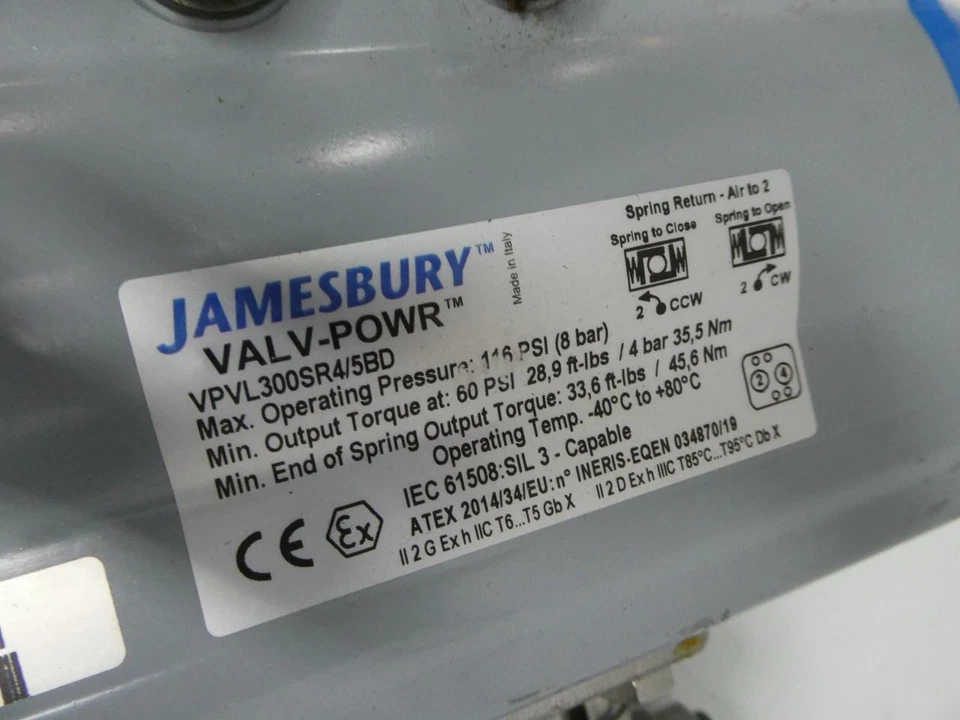 JAMESBURY™
VALV-POWR™
Made in Italy
Spring Return - Air to 2
Spring to Close
Spring to Open
2 CCW
2 CW
VPVL300SR4/5BD
Max. Operating Pressure: 116 PSI (8 bar)
Min. Output Torque at: 60 PSI 28,9 ft-lbs / 4 bar 35,5 Nm
Min. End of Spring Output Torque: 33,6 ft-lbs / 45,6 Nm
Operating Temp. -40°C to +80°C
2 4
IEC 61508:SIL 3 - Capable
ATEX 2014/34/EU:n° INERIS-EQEN 034870/19
II 2 G Ex h IIC T6...T5 Gb X II 2 D Ex h IIIC T85°C...T95°C Db X
CE Ex